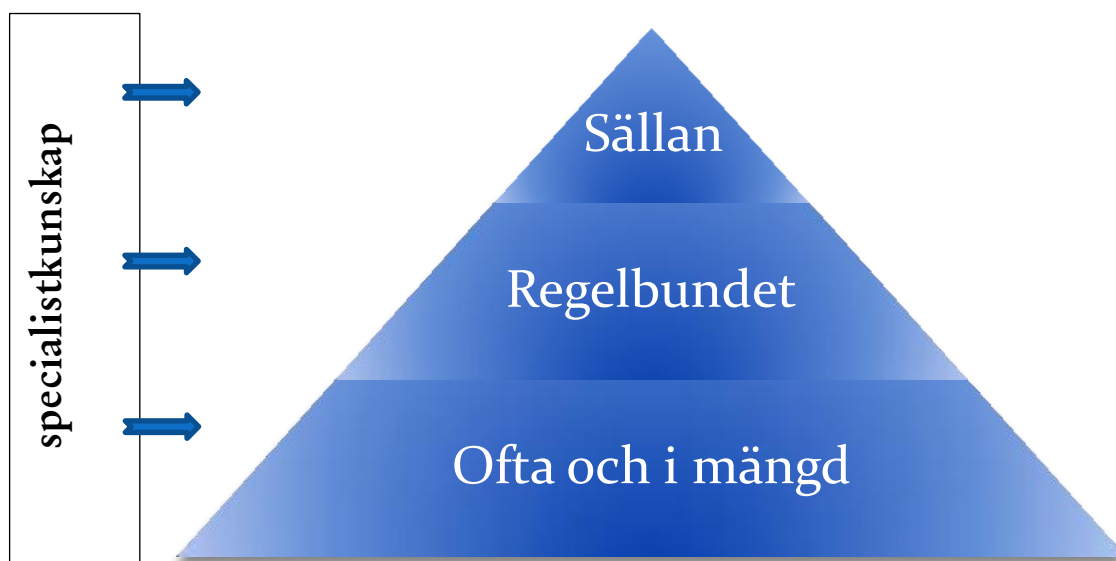 specialistkunskap
Sällan
Regelbundet
Ofta och i mängd